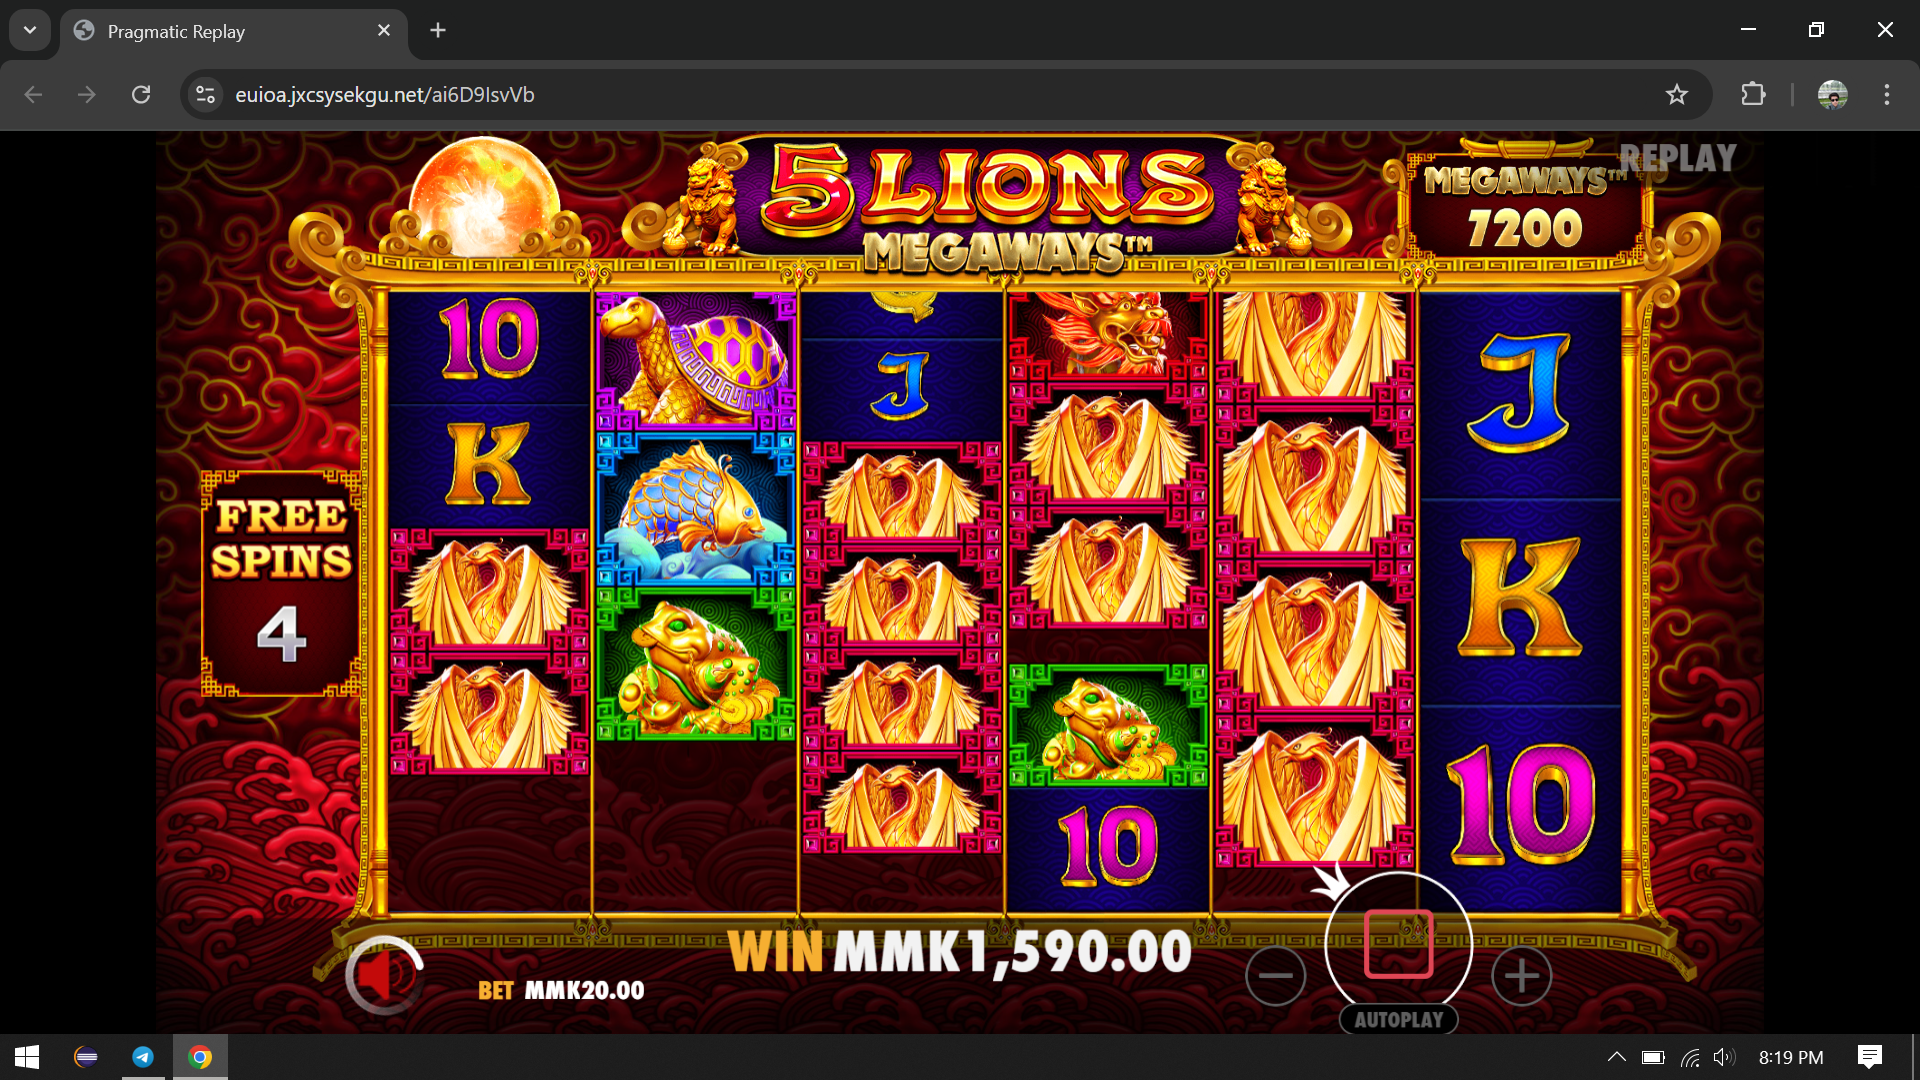 Pragmatic Replay
euioa.jxcsysekgu.net/ai6D9IsvVb
5 LIONS
MEGAWAYS™
REPLAY
MEGAWAYS™
7200
10
J
J
K
K
FREE
SPINS
4
10
10
WIN MMK1,590.00
BET MMK20.00
AUTOPLAY
8:19 PM